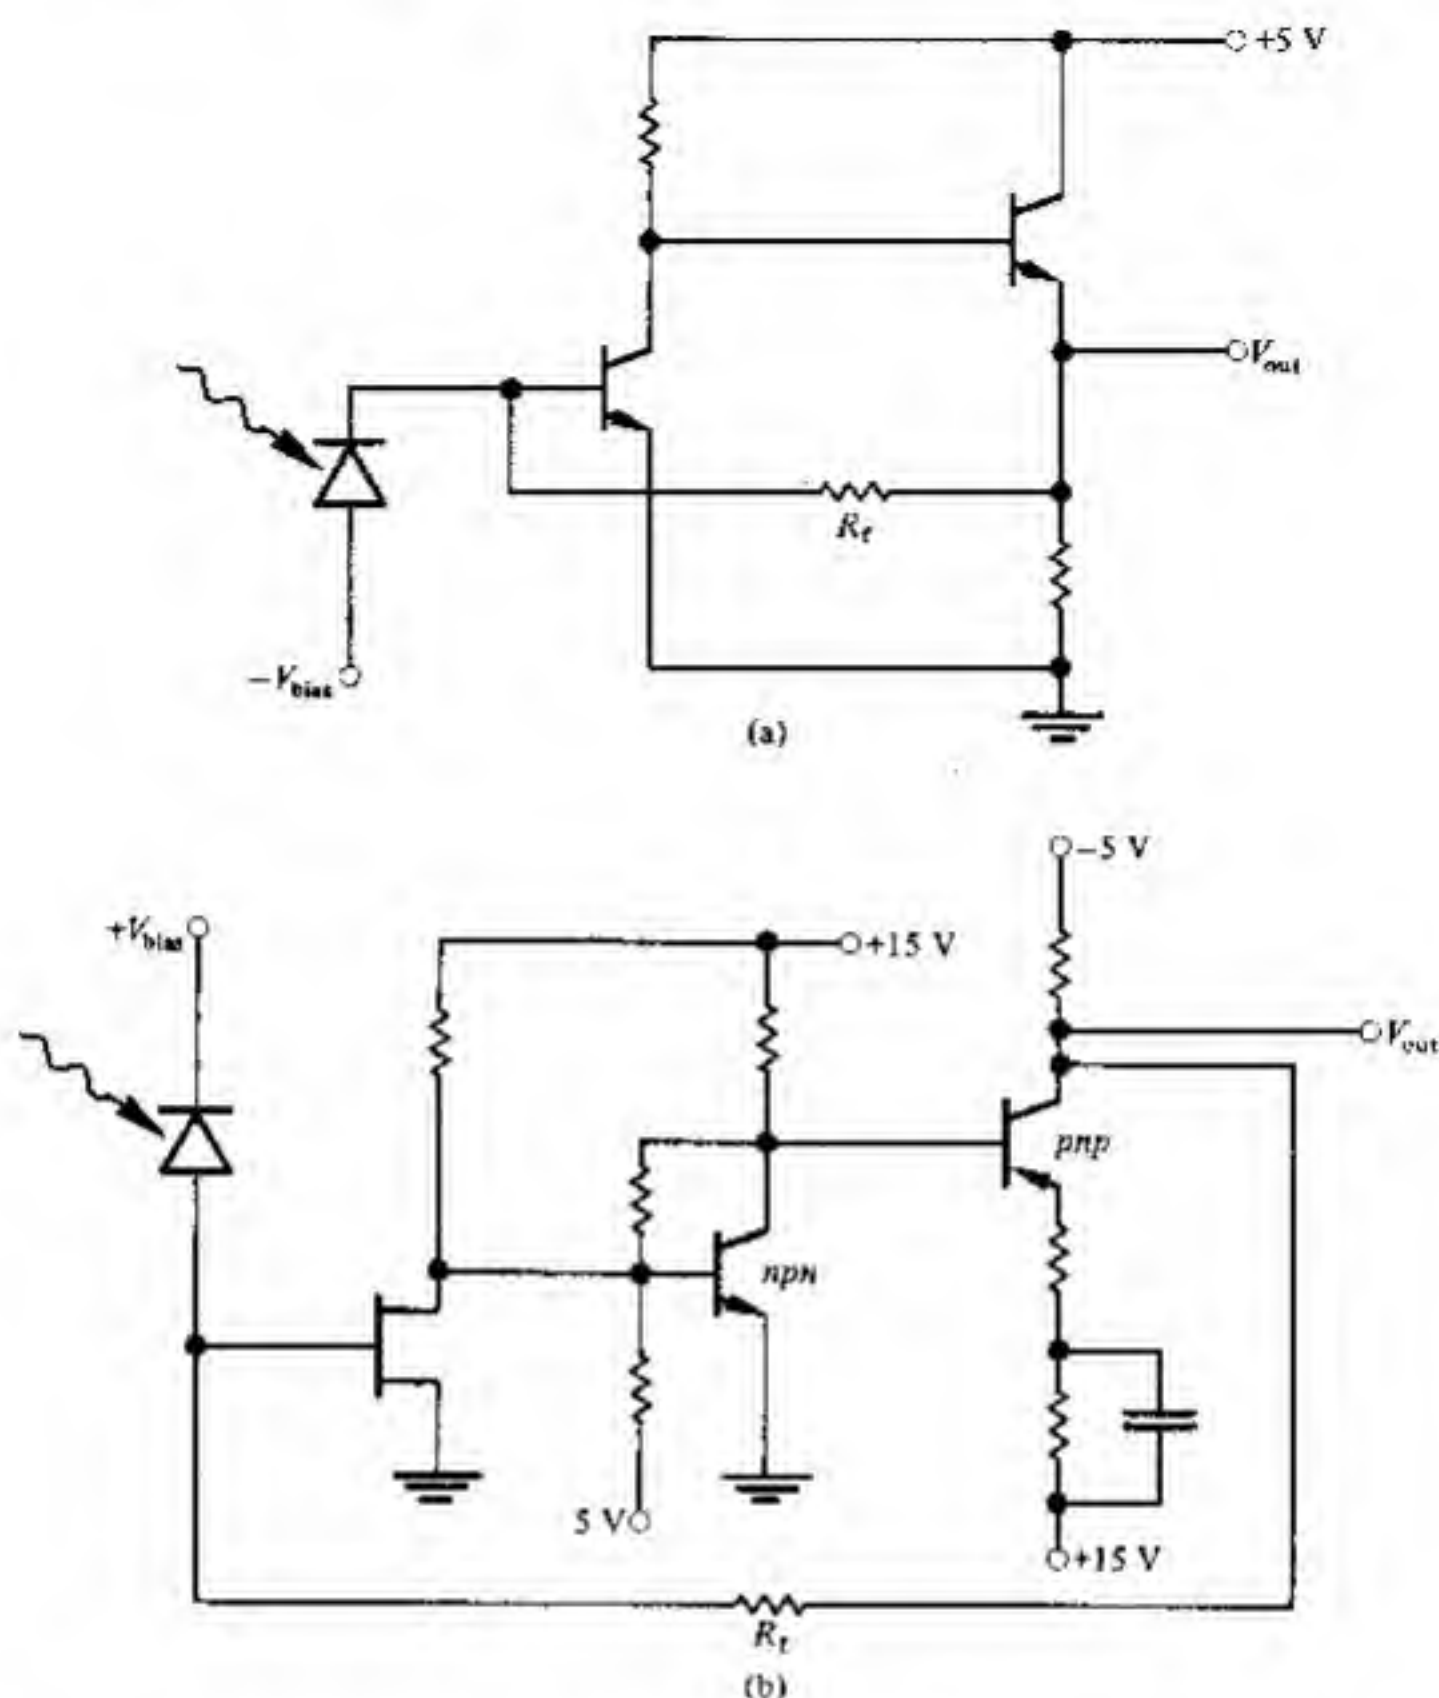 +5 V
V_out
R_f
−V_bias
(a)
−5 V
+V_bias
+15 V
V_out
pnp
npn
5 V
+15 V
R_f
(b)